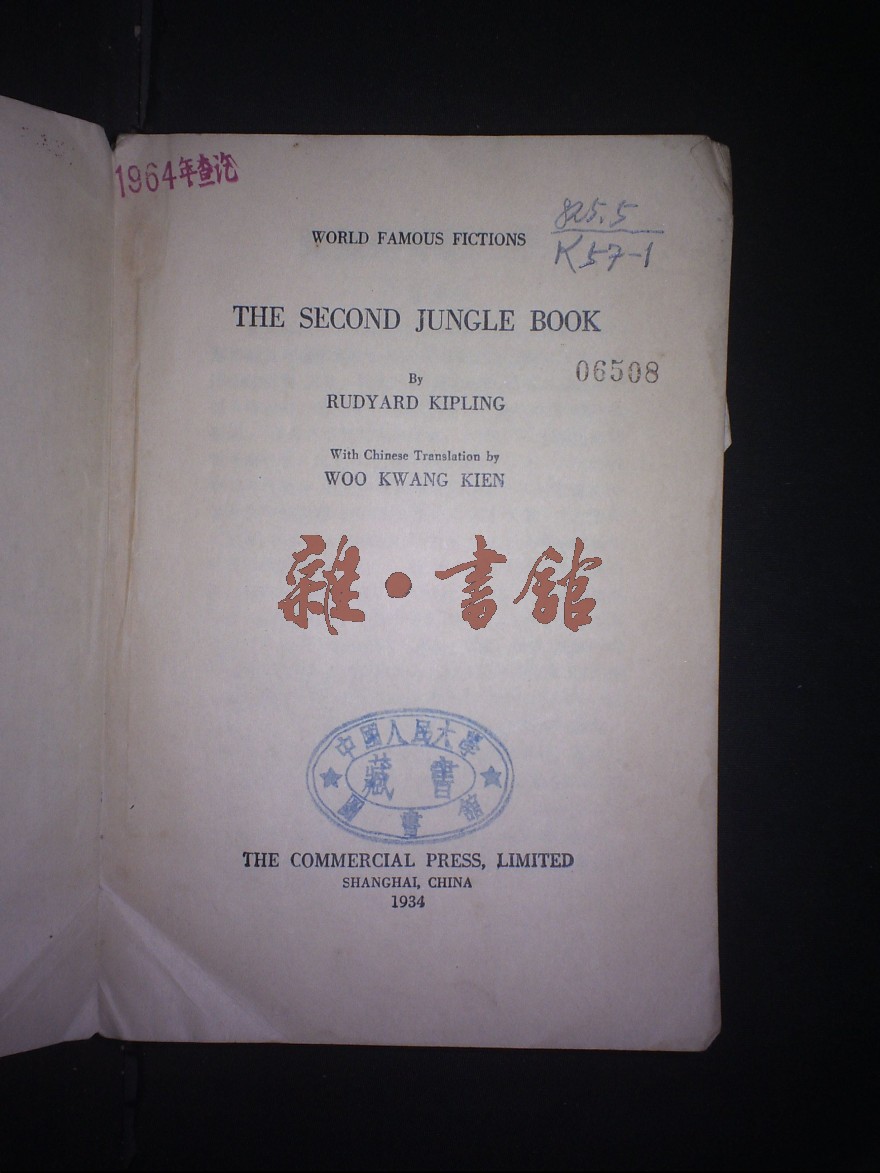 1964年查讫
825.5
K57-1
WORLD FAMOUS FICTIONS
THE SECOND JUNGLE BOOK
06508
By
RUDYARD KIPLING
With Chinese Translation by
WOO KWANG KIEN
雜·書館
中國人民大學
藏書
圖書館
THE COMMERCIAL PRESS, LIMITED
SHANGHAI, CHINA
1934